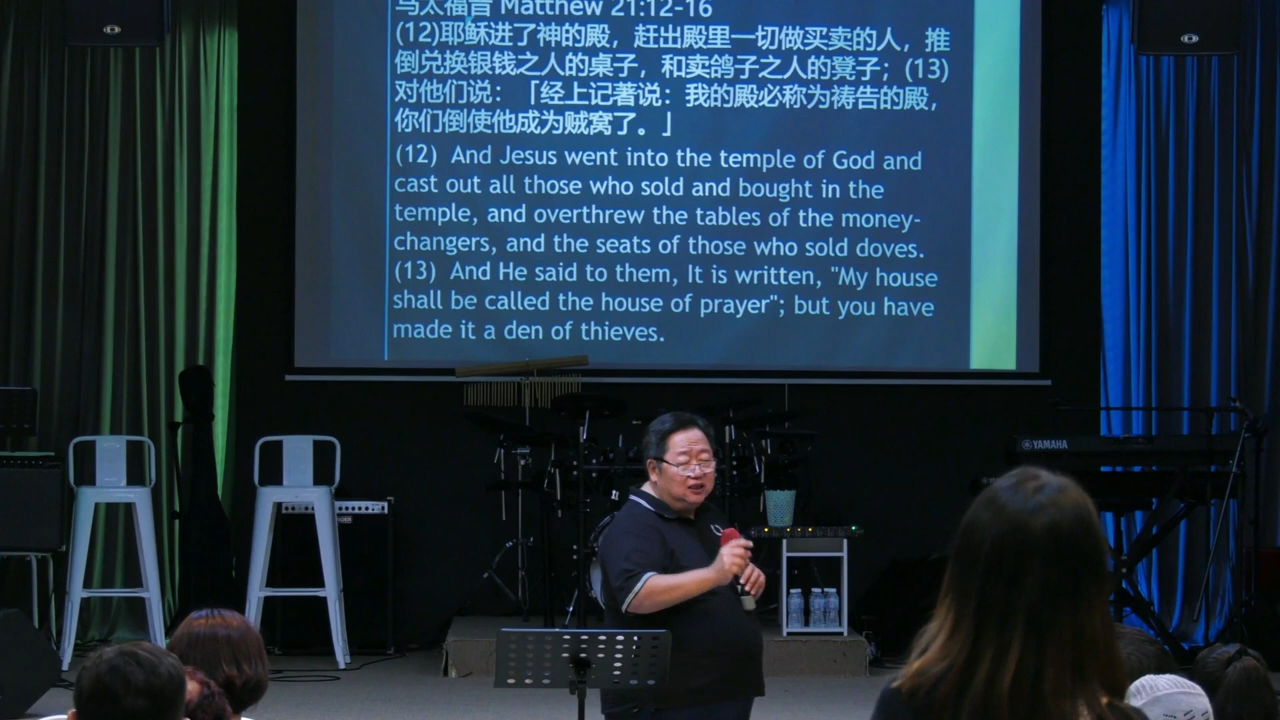 马太福音 Matthew 21:12-16
(12)耶稣进了神的殿，赶出殿里一切做买卖的人，推
倒兑换银钱之人的桌子，和卖鸽子之人的凳子；(13)
对他们说：「经上记著说：我的殿必称为祷告的殿，
你们倒使他成为贼窝了。」
(12) And Jesus went into the temple of God and
cast out all those who sold and bought in the
temple, and overthrew the tables of the money-
changers, and the seats of those who sold doves.
(13) And He said to them, It is written, "My house
shall be called the house of prayer"; but you have
made it a den of thieves.
YAMAHA